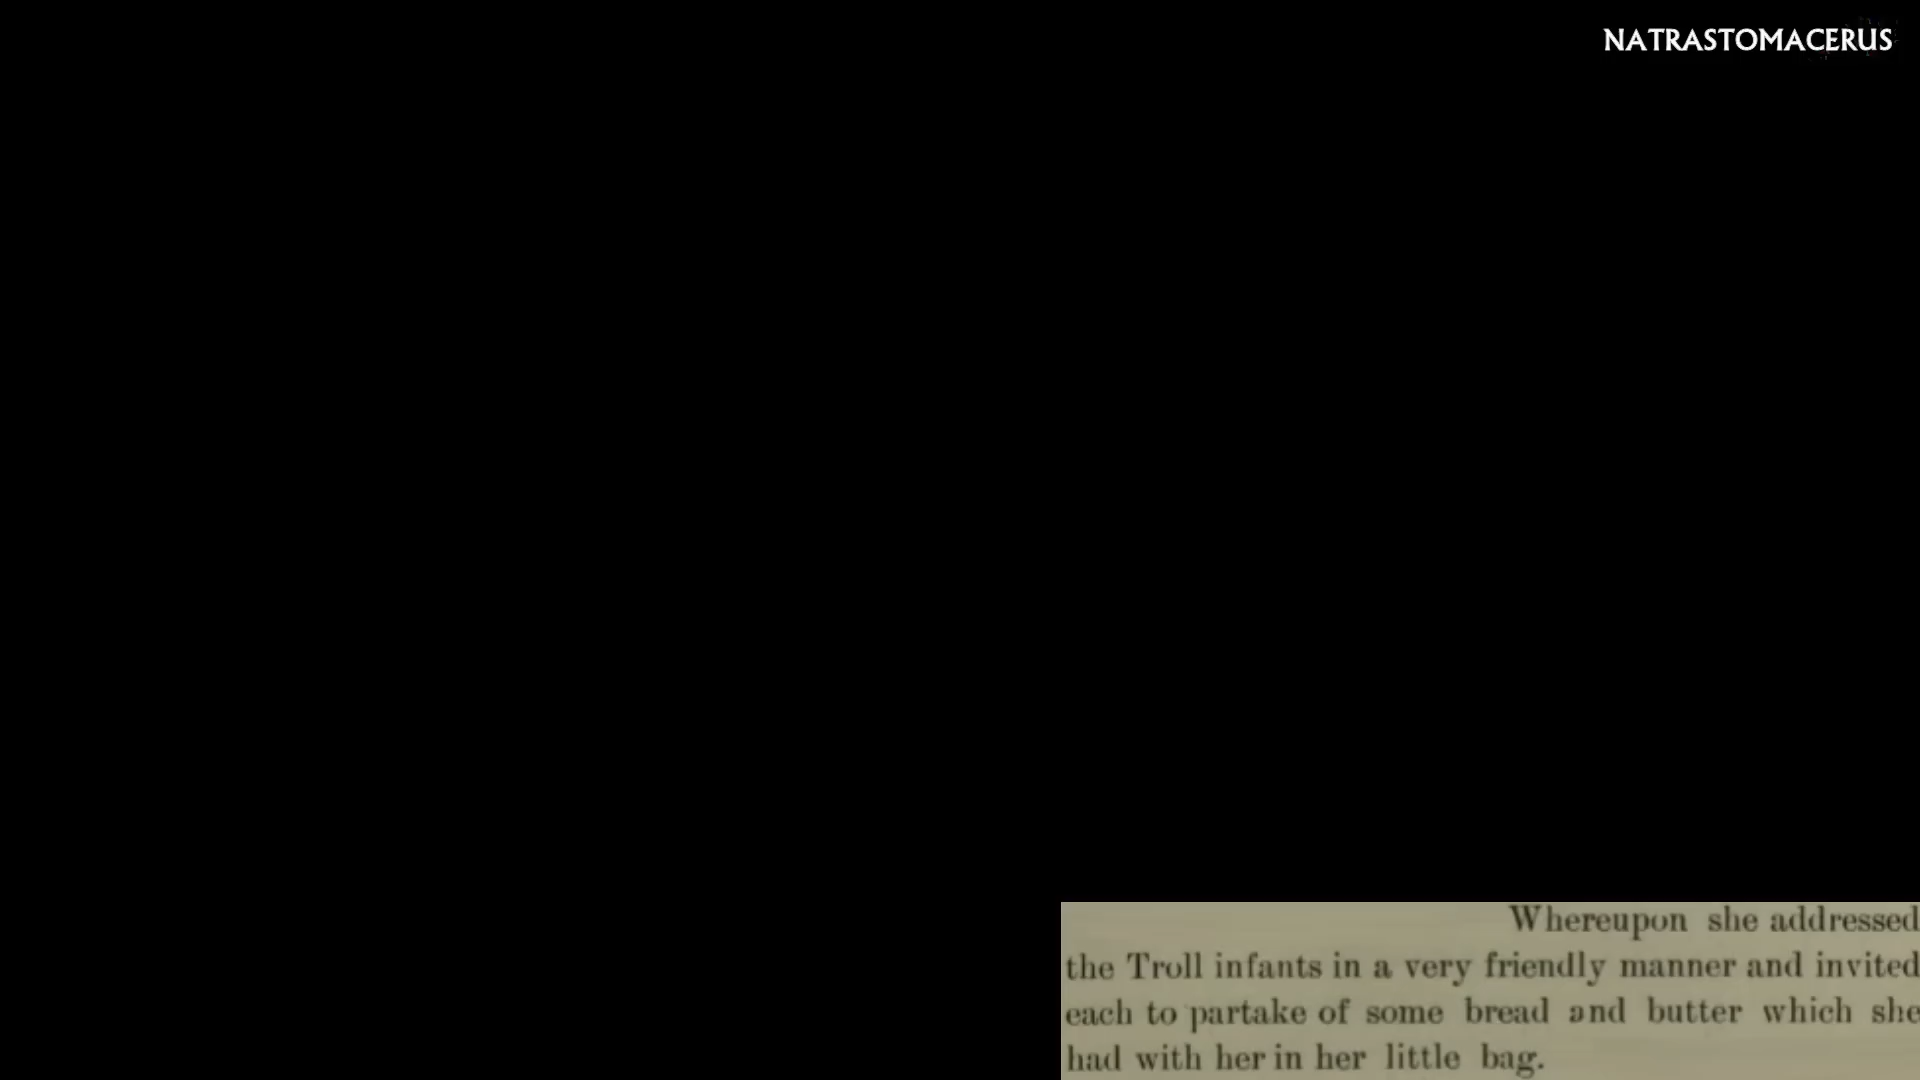 NATRASTOMACERUS
Whereupon she addressed
the Troll infants in a very friendly manner and invited
each to partake of some bread and butter which she
had with her in her little bag.